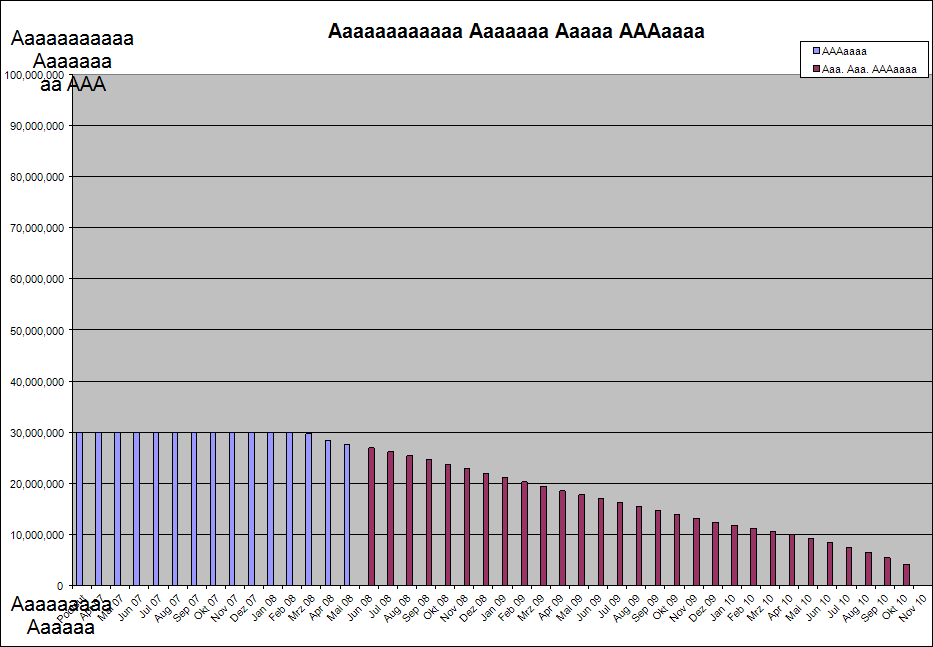 Aaaaaaaaaaaa Aaaaaaa Aaaaa AAAaaaa
Aaaaaaaaaaa
Aaaaaaa
aa AAA
AAAaaaa
Aaa. Aaa. AAAaaaa
100,000,000
90,000,000
80,000,000
70,000,000
60,000,000
50,000,000
40,000,000
30,000,000
20,000,000
10,000,000
0
Mai 07
Jun 07
Jul 07
Aug 07
Sep 07
Okt 07
Nov 07
Dez 07
Jan 08
Feb 08
Mrz 08
Apr 08
Mai 08
Jun 08
Jul 08
Aug 08
Sep 08
Okt 08
Nov 08
Dez 08
Jan 09
Feb 09
Mrz 09
Apr 09
Mai 09
Jun 09
Jul 09
Aug 09
Sep 09
Okt 09
Nov 09
Dez 09
Jan 10
Feb 10
Mrz 10
Apr 10
Mai 10
Jun 10
Jul 10
Aug 10
Sep 10
Okt 10
Nov 10
Aaaaaaaaa
Aaaaaa